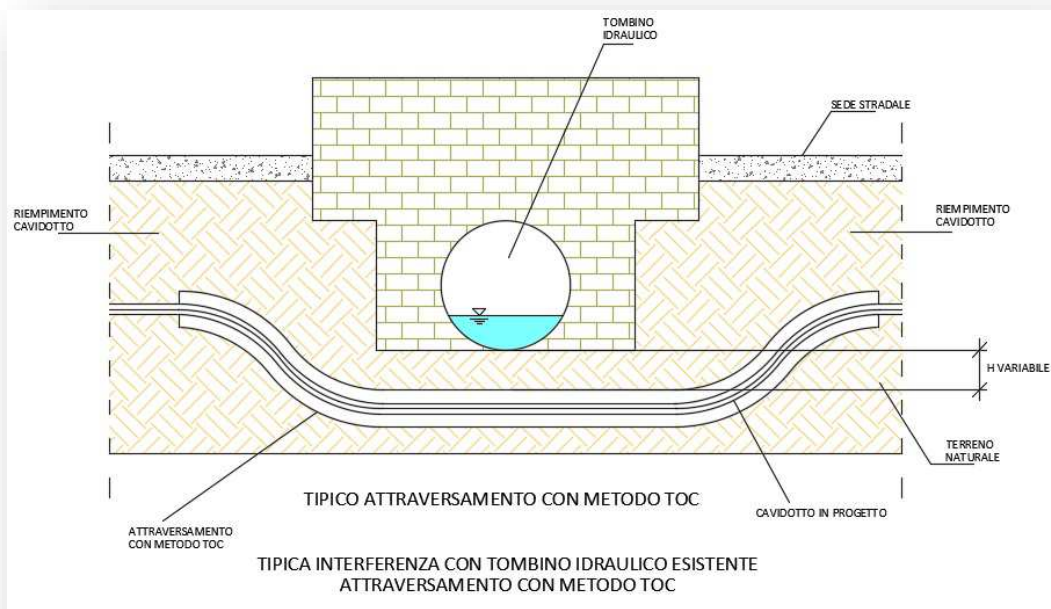 TOMBINO
IDRAULICO
SEDE STRADALE
RIEMPIMENTO
CAVIDOTTO
RIEMPIMENTO
CAVIDOTTO
H VARIABILE
TERRENO
NATURALE
TIPICO ATTRAVERSAMENTO CON METODO TOC
CAVIDOTTO IN PROGETTO
ATTRAVERSAMENTO
CON METODO TOC
TIPICA INTERFERENZA CON TOMBINO IDRAULICO ESISTENTE
ATTRAVERSAMENTO CON METODO TOC